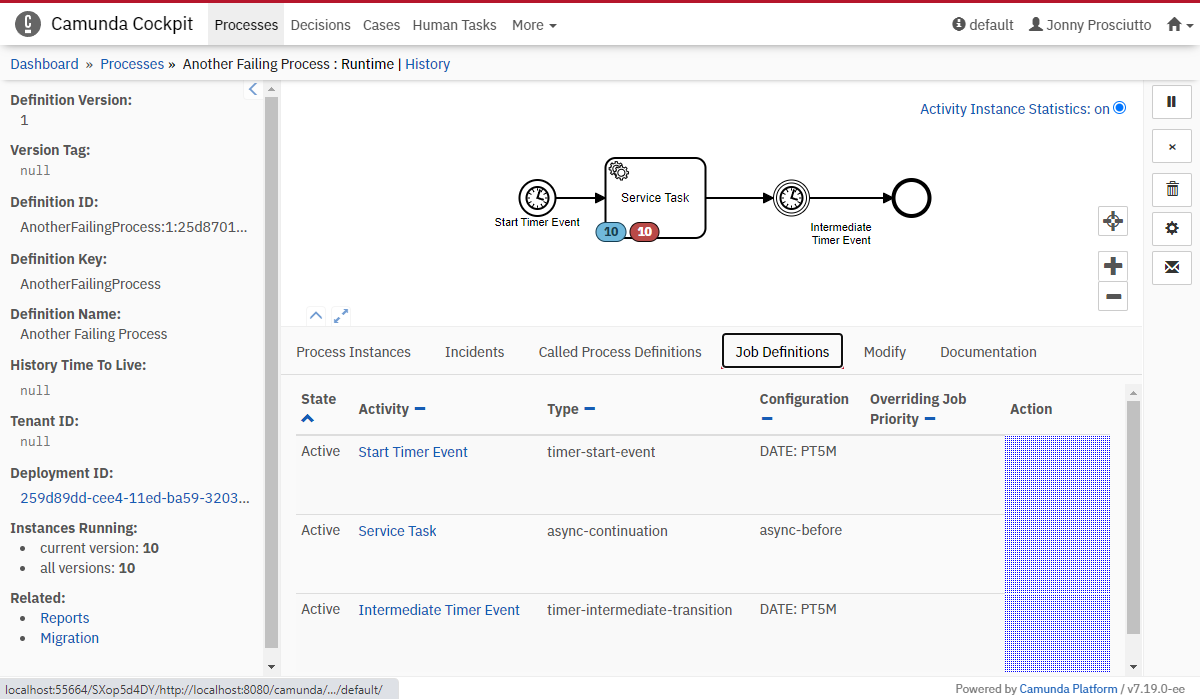 Camunda Cockpit Processes Decisions Cases Human Tasks More default Jonny Prosciutto
Dashboard » Processes » Another Failing Process : Runtime | History
Definition Version:
1
Version Tag:
null
Definition ID:
AnotherFailingProcess:1:25d8701...
Definition Key:
AnotherFailingProcess
Definition Name:
Another Failing Process
History Time To Live:
null
Tenant ID:
null
Deployment ID:
259d89dd-cee4-11ed-ba59-3203...
Instances Running:
current version: 10
all versions: 10
Related:
Reports
Migration
Activity Instance Statistics: on
Start Timer Event
Service Task
10 10
Intermediate
Timer Event
Process Instances Incidents Called Process Definitions Job Definitions Modify Documentation
State Activity Type Configuration Overriding Job Priority Action
Active Start Timer Event timer-start-event DATE: PT5M
Active Service Task async-continuation async-before
Active Intermediate Timer Event timer-intermediate-transition DATE: PT5M
localhost:55664/SXop5d4DY/http://localhost:8080/camunda/.../default/
Powered by Camunda Platform / v7.19.0-ee